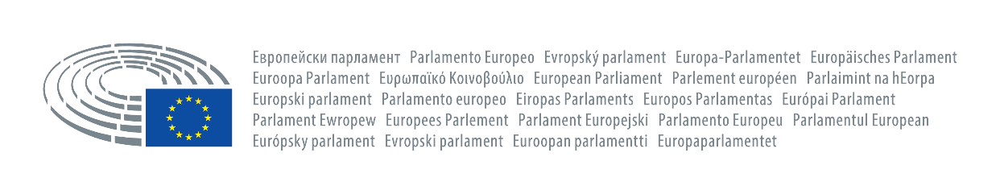 Европейски парламент Parlamento Europeo Evropský parlament Europa-Parlamentet Europäisches Parlament
Euroopa Parlament Ευρωπαϊκό Κοινοβούλιο European Parliament Parlement européen Parlaimint na hEorpa
Europski parlament Parlamento europeo Eiropas Parlaments Europos Parlamentas Európai Parlament
Parlament Ewropew Europees Parlement Parlament Europejski Parlamento Europeu Parlamentul European
Európsky parlament Evropski parlament Euroopan parlamentti Europaparlamentet